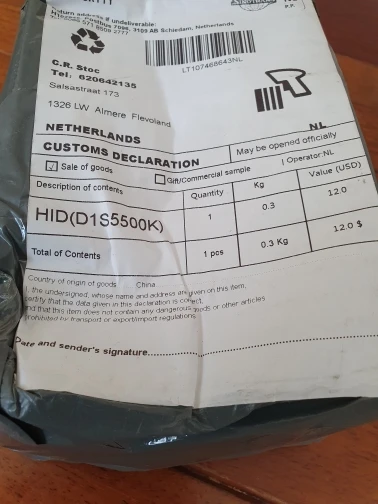 Return address if undeliverable:
3109 AB Schiedam, Netherlands
LT107468643NL
C.R. Stoc
Tel: 620642135
Salsastraat 173
1326 LW Almere Flevoland
NETHERLANDS
NL
CUSTOMS DECLARATION
May be opened officially
Sale of goods
Gift/Commercial sample
Operator:NL
Description of contents
Quantity
Kg
Value (USD)
HID(D1S5500K)
1
0.3
12.0
Total of Contents
1 pcs
0.3 Kg
12.0 $
Country of origin of goods China
I, the undersigned, whose name and address are given on this item,
certify that the data given in this declaration is correct,
and that this item does not contain any dangerous goods or other articles
prohibited by transport or export/import regulations.
Date and sender's signature